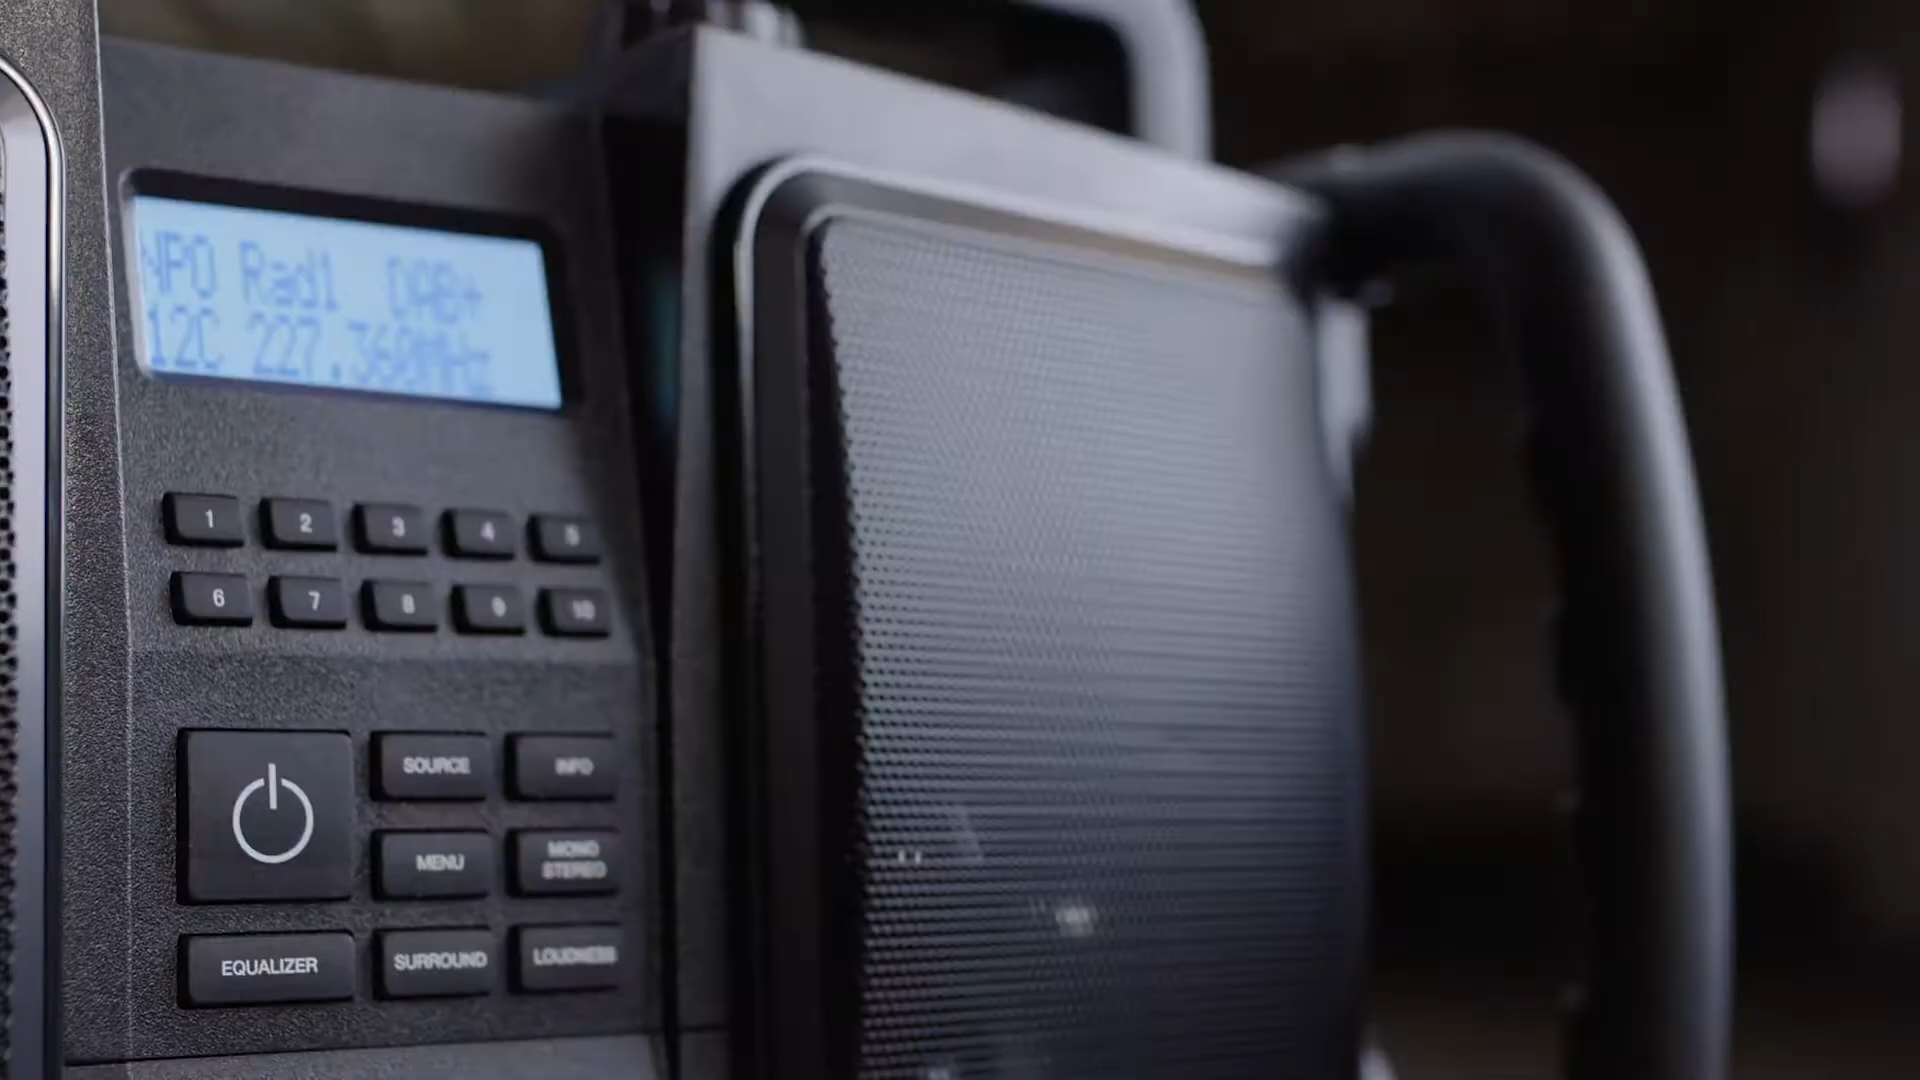 NPO Rad1 DAB+
12C 227.360MHz
1 2 3 4 5
6 7 8 9 10
SOURCE INFO
MENU MONO
STEREO
EQUALIZER SURROUND LOUDNESS